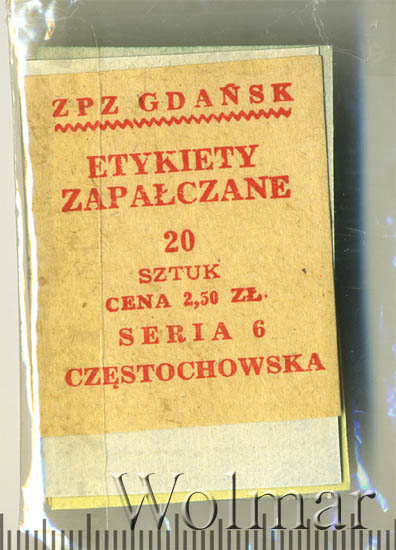 ZPZ GDAŃSK
ETYKIETY
ZAPAŁCZANE
20
SZTUK
CENA 2,50 ZŁ.
SERIA 6
CZĘSTOCHOWSKA
Wolmar